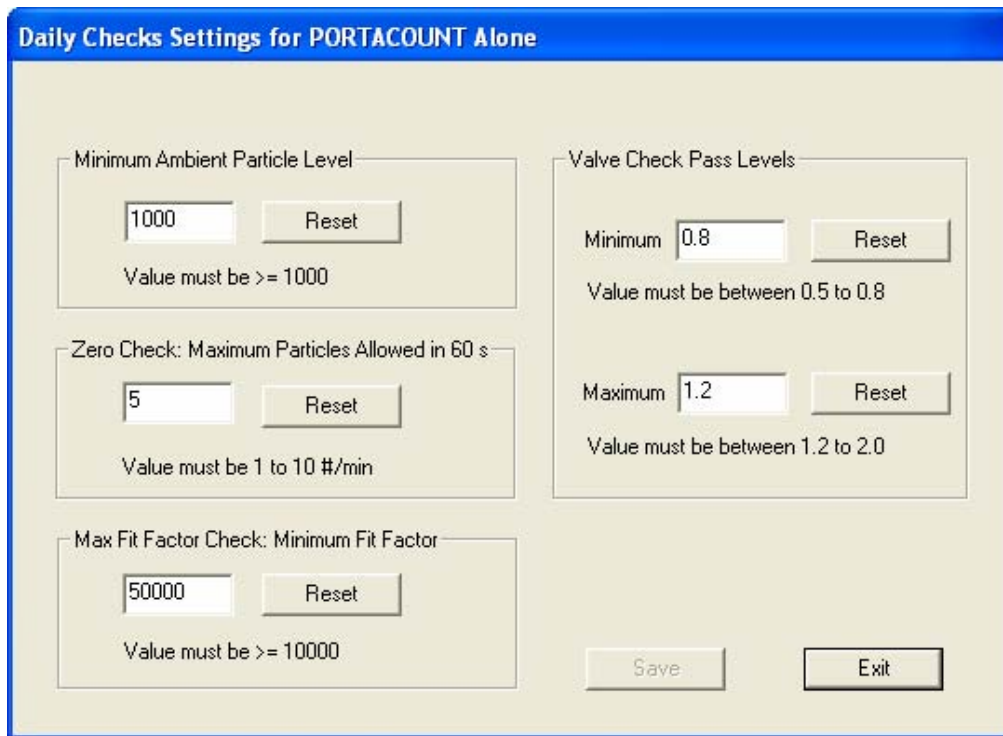 Daily Checks Settings for PORTACOUNT Alone
Minimum Ambient Particle Level
1000 Reset
Value must be >= 1000
Zero Check: Maximum Particles Allowed in 60 s
5 Reset
Value must be 1 to 10 #/min
Max Fit Factor Check: Minimum Fit Factor
50000 Reset
Value must be >= 10000
Valve Check Pass Levels
Minimum 0.8 Reset
Value must be between 0.5 to 0.8
Maximum 1.2 Reset
Value must be between 1.2 to 2.0
Save Exit